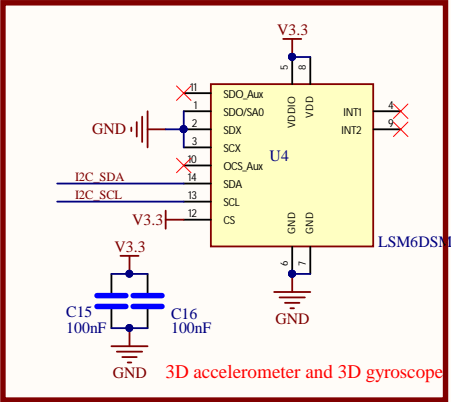 V3.3
5
8
11
SDO_Aux
VDDIO
VDD
1
SDO/SA0
INT1
4
GND
2
SDX
INT2
9
3
SCX
U4
10
OCS_Aux
I2C_SDA
14
SDA
I2C_SCL
13
SCL
V3.3
12
CS
GND
GND
LSM6DSM
6
7
V3.3
C15
100nF
C16
100nF
GND
GND
3D accelerometer and 3D gyroscope